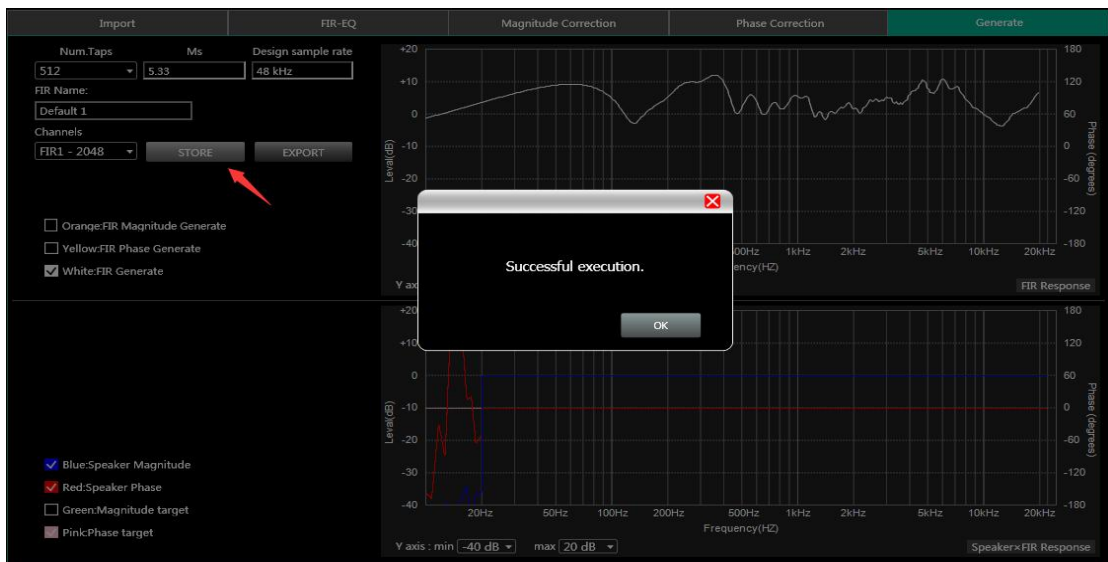 Import FIR-EQ Magnitude Correction Phase Correction Generate
Num.Taps Ms Design sample rate
512 5.33 48 kHz
FIR Name:
Default 1
Channels
FIR1 - 2048 STORE EXPORT
Orange:FIR Magnitude Generate
Yellow:FIR Phase Generate
White:FIR Generate
+20 180
+10 120
0 60
-10 0
-20 -60
-30 -120
-40 -180
Leval(dB)
Phase (degrees)
500Hz 1kHz 2kHz 5kHz 10kHz 20kHz
FIR Response
Successful execution.
OK
+20 180
+10 120
0 60
-10 0
-20 -60
-30 -120
-40 -180
Leval(dB)
Phase (degrees)
20Hz 50Hz 100Hz 200Hz 500Hz 1kHz 2kHz 5kHz 10kHz 20kHz
Frequency(HZ)
Blue:Speaker Magnitude
Red:Speaker Phase
Green:Magnitude target
Pink:Phase target
Y axis : min -40 dB max 20 dB Speaker×FIR Response